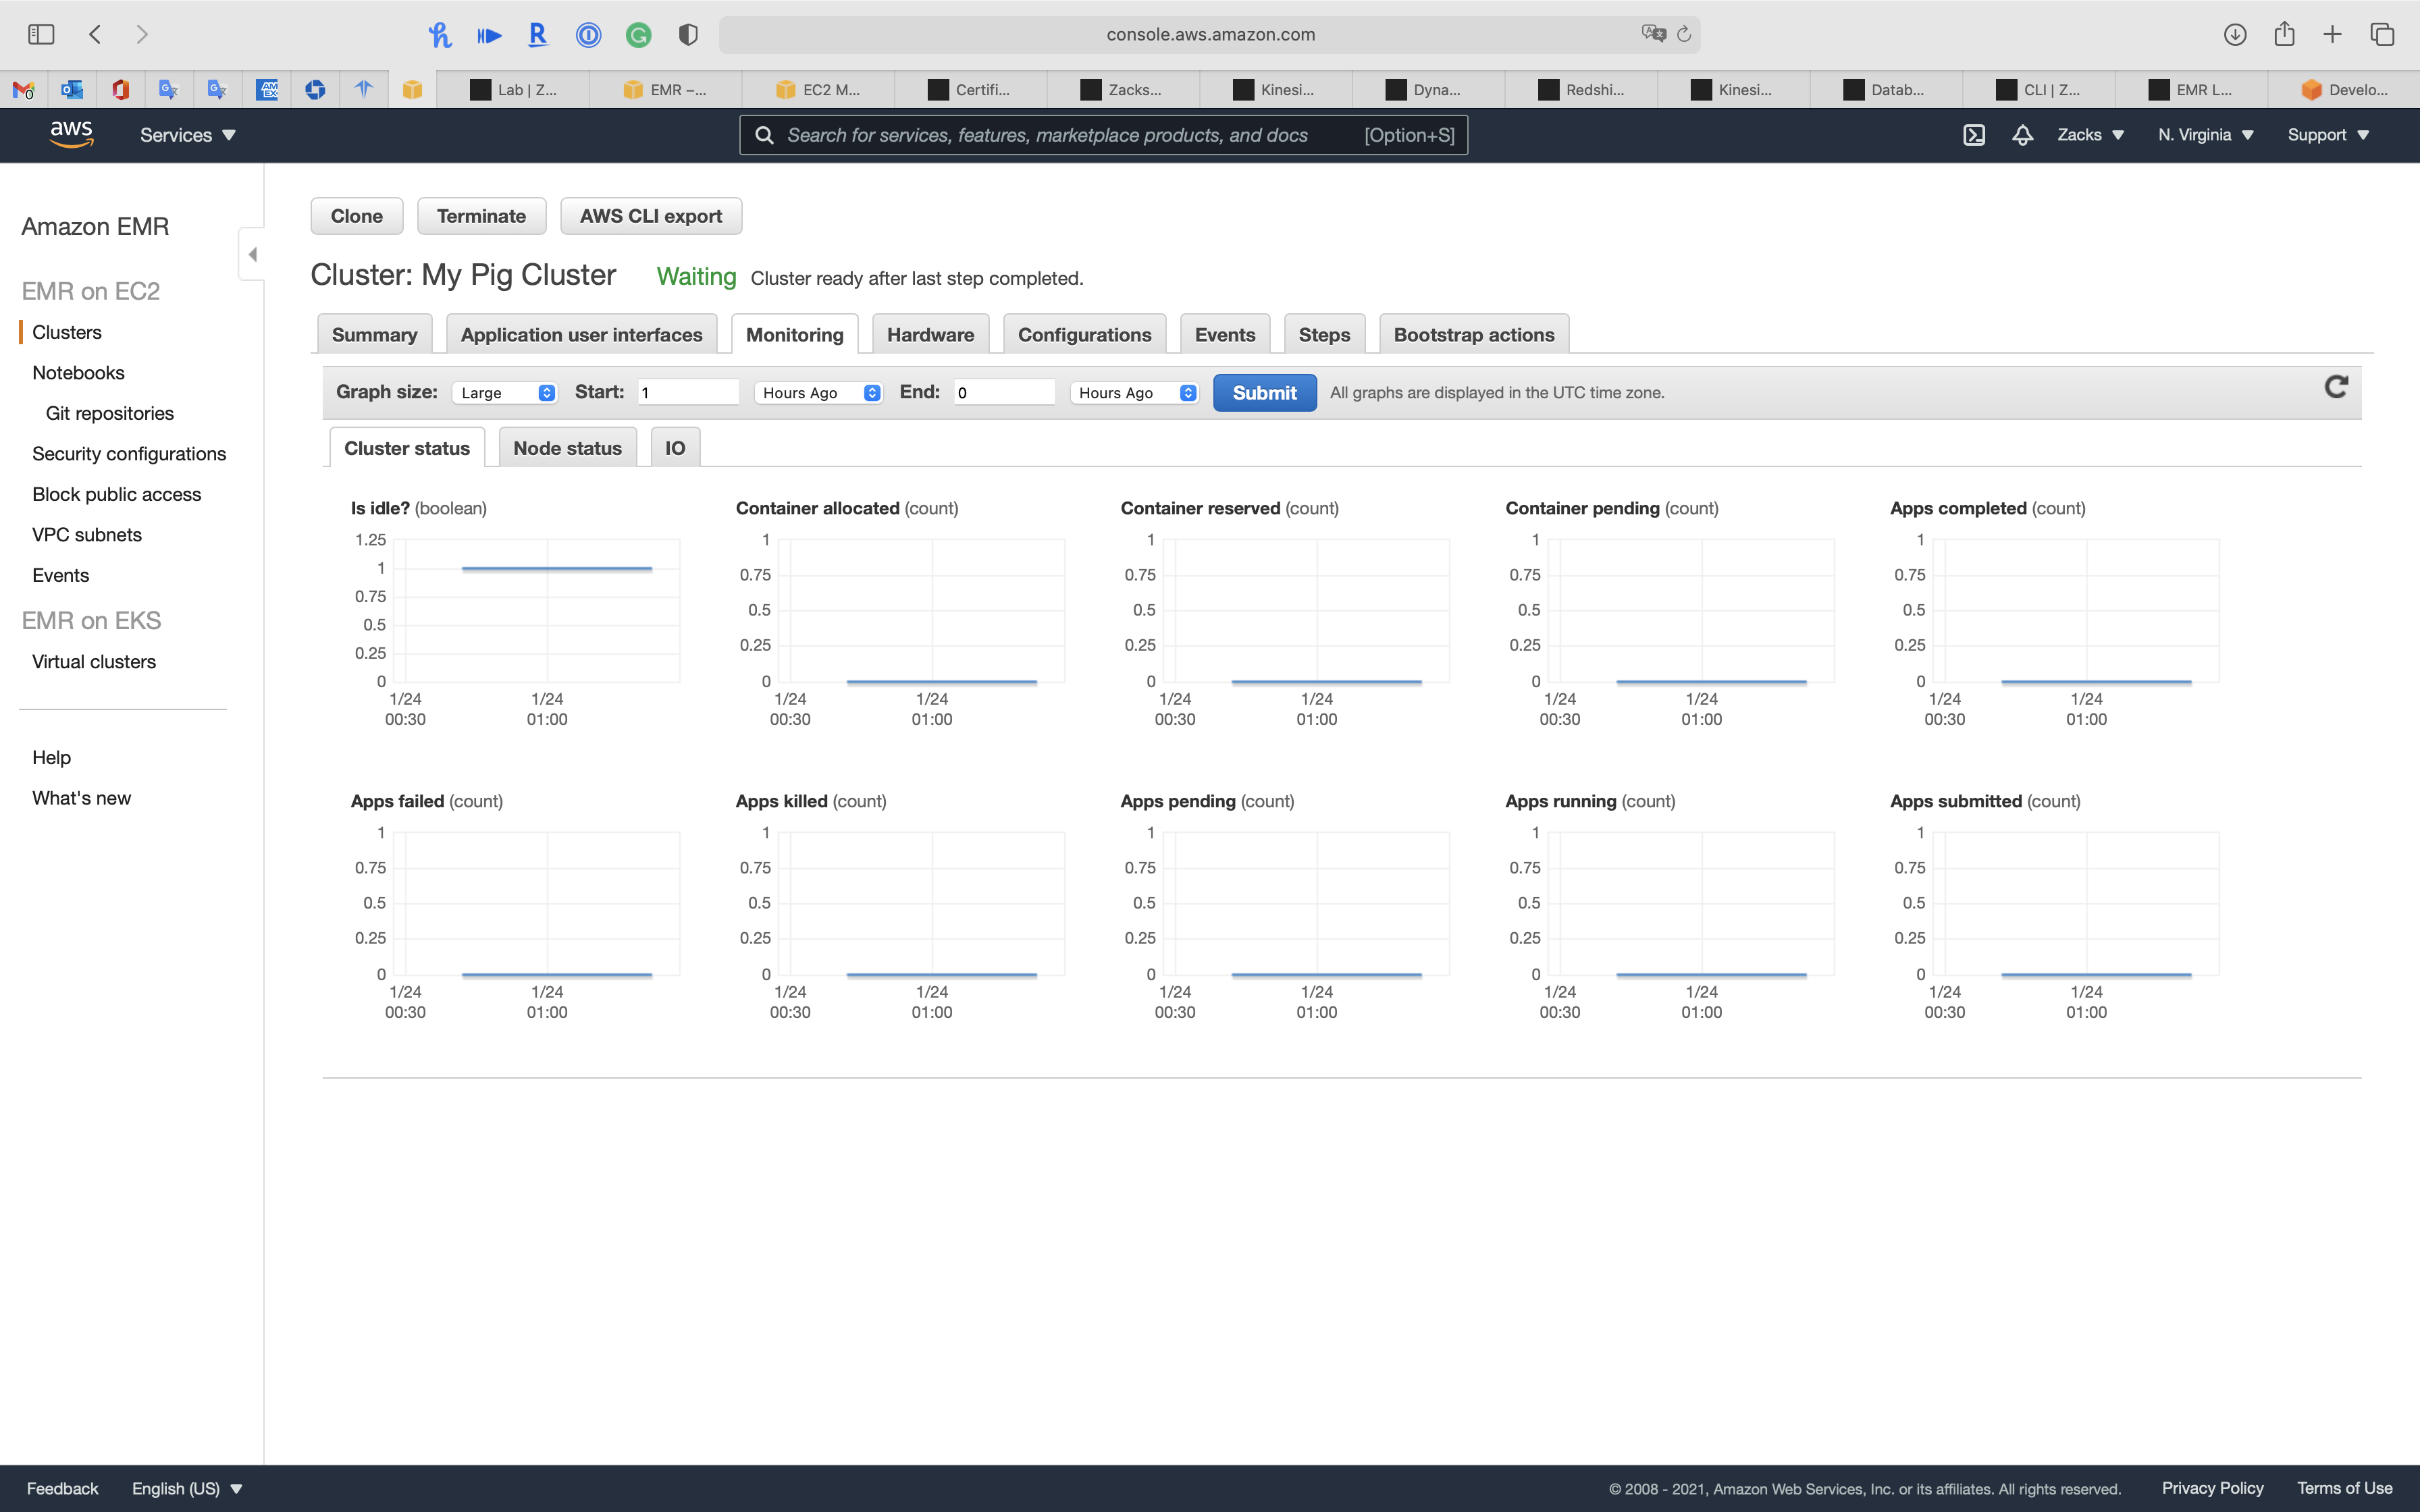 console.aws.amazon.com
Lab | Z...
EMR –...
EC2 M...
Certifi...
Zacks...
Kinesi...
Dyna...
Redshi...
Kinesi...
Datab...
CLI | Z...
EMR L...
Develo...
aws
Services
Search for services, features, marketplace products, and docs [Option+S]
Zacks
N. Virginia
Support
Amazon EMR
EMR on EC2
Clusters
Notebooks
Git repositories
Security configurations
Block public access
VPC subnets
Events
EMR on EKS
Virtual clusters
Help
What's new
Clone
Terminate
AWS CLI export
Cluster: My Pig Cluster Waiting Cluster ready after last step completed.
Summary
Application user interfaces
Monitoring
Hardware
Configurations
Events
Steps
Bootstrap actions
Graph size: Large Start: 1 Hours Ago End: 0 Hours Ago Submit All graphs are displayed in the UTC time zone.
Cluster status
Node status
IO
Is idle? (boolean)
1.25
1
0.75
0.5
0.25
0
1/24 1/24
00:30 01:00
Container allocated (count)
1
0.75
0.5
0.25
0
1/24 1/24
00:30 01:00
Container reserved (count)
1
0.75
0.5
0.25
0
1/24 1/24
00:30 01:00
Container pending (count)
1
0.75
0.5
0.25
0
1/24 1/24
00:30 01:00
Apps completed (count)
1
0.75
0.5
0.25
0
1/24 1/24
00:30 01:00
Apps failed (count)
1
0.75
0.5
0.25
0
1/24 1/24
00:30 01:00
Apps killed (count)
1
0.75
0.5
0.25
0
1/24 1/24
00:30 01:00
Apps pending (count)
1
0.75
0.5
0.25
0
1/24 1/24
00:30 01:00
Apps running (count)
1
0.75
0.5
0.25
0
1/24 1/24
00:30 01:00
Apps submitted (count)
1
0.75
0.5
0.25
0
1/24 1/24
00:30 01:00
Feedback
English (US)
© 2008 - 2021, Amazon Web Services, Inc. or its affiliates. All rights reserved.
Privacy Policy
Terms of Use